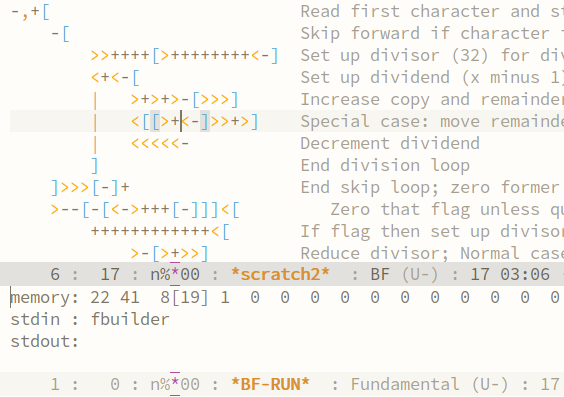 -,+[ Read first character and st
-[ Skip forward if character i
>>++++[>++++++++<-] Set up divisor (32) for div
<+<-[ Set up dividend (x minus 1)
| >+>+>-[>>>] Increase copy and remainde
| <[[>+<-]>>+>] Special case: move remainde
| <<<<<- Decrement dividend
] End division loop
]>>>[-]+ End skip loop; zero former
>--[-[<->+++[-]]]<[ Zero that flag unless qu
++++++++++++<[ If flag then set up divisor
>-[>+>>] Reduce divisor; Normal case
6 : 17 : n%*00 : *scratch2* : BF (U-) : 17 03:06
memory: 22 41 8[19] 1 0 0 0 0 0 0 0 0 0 0 0
stdin : fbuilder
stdout:
1 : 0 : n%*00 : *BF-RUN* : Fundamental (U-) : 17